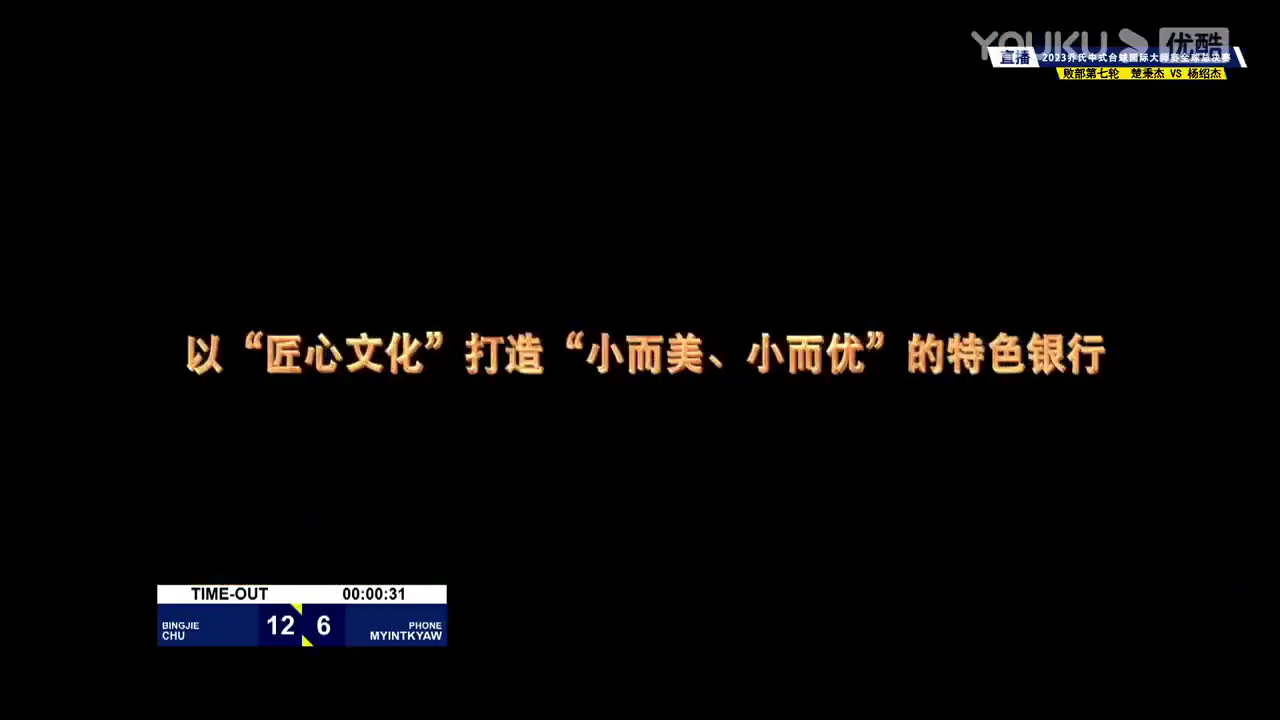 YOUKU 优酷
直播 2023乔氏中式台球国际大师赛全球总决赛
败部第七轮 楚秉杰 VS 杨绍杰
以“匠心文化”打造“小而美、小而优”的特色银行
TIME-OUT 00:00:31
BINGJIE CHU 12 6 PHONE MYINTKYAW